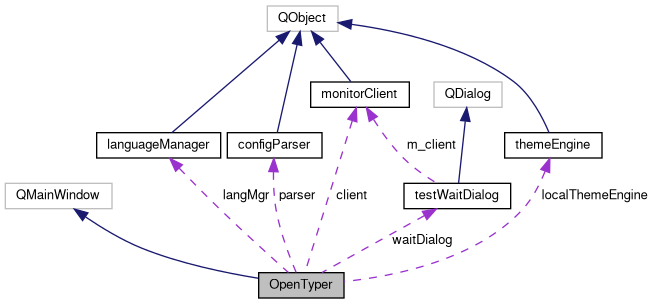 QObject
monitorClient
QDialog
languageManager
configParser
m_client
themeEngine
QMainWindow
langMgr
parser
client
testWaitDialog
localThemeEngine
waitDialog
OpenTyper